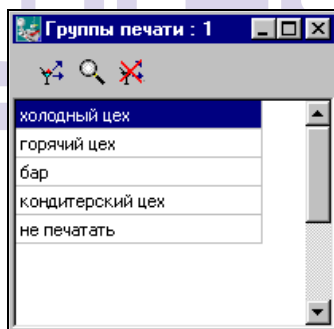 Группы печати : 1
холодный цех
горячий цех
бар
кондитерский цех
не печатать